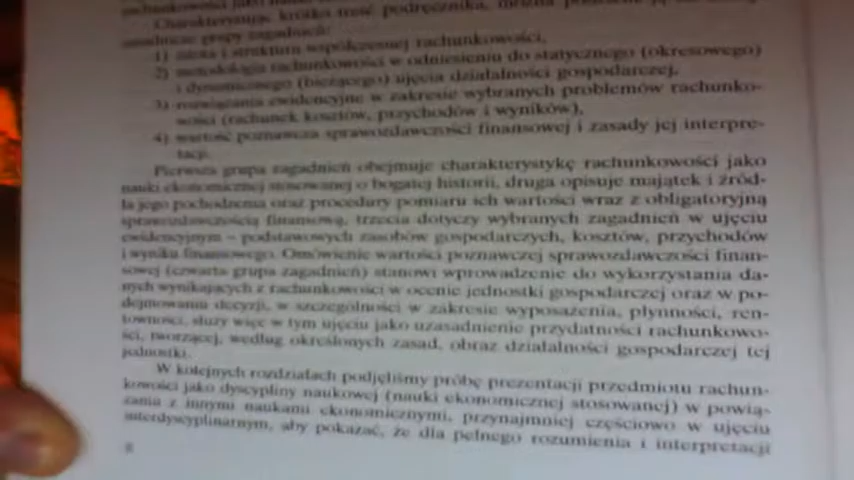 Charakteryzując krótko treść podręcznika, można
zasadnicze grupy zagadnień:
1) istota i struktura współczesnej rachunkowości,
2) metodologia rachunkowości w odniesieniu do statycznego (okresowego)
i dynamicznego (bieżącego) ujęcia działalności gospodarczej,
3) rozwiązania ewidencyjne w zakresie wybranych problemów rachunko-
wości (rachunek kosztów, przychodów i wyników),
4) wartość poznawcza sprawozdawczości finansowej i zasady jej interpre-
tacji.
Pierwsza grupa zagadnień obejmuje charakterystykę rachunkowości jako
nauki ekonomicznej stosowanej o bogatej historii, druga opisuje majątek i źród-
ła jego pochodzenia oraz procedury pomiaru ich wartości wraz z obligatoryjną
sprawozdawczością finansową, trzecia dotyczy wybranych zagadnień w ujęciu
ewidencyjnym – podstawowych zasobów gospodarczych, kosztów, przychodów
i wyniku finansowego. Omówienie wartości poznawczej sprawozdawczości finan-
sowej (czwarta grupa zagadnień) stanowi wprowadzenie do wykorzystania da-
nych wynikających z rachunkowości w ocenie jednostki gospodarczej oraz w po-
dejmowaniu decyzji, w szczególności w zakresie wyposażenia, płynności, ren-
towności, służy więc w tym ujęciu jako uzasadnienie przydatności rachunkowo-
ści, tworzącej, według określonych zasad, obraz działalności gospodarczej tej
jednostki.
W kolejnych rozdziałach podjęliśmy próbę prezentacji przedmiotu rachun-
kowości jako dyscypliny naukowej (nauki ekonomicznej stosowanej) w powią-
zaniu z innymi naukami ekonomicznymi, przynajmniej częściowo w ujęciu
interdyscyplinarnym, aby pokazać, że dla pełnego rozumienia i interpretacji
8